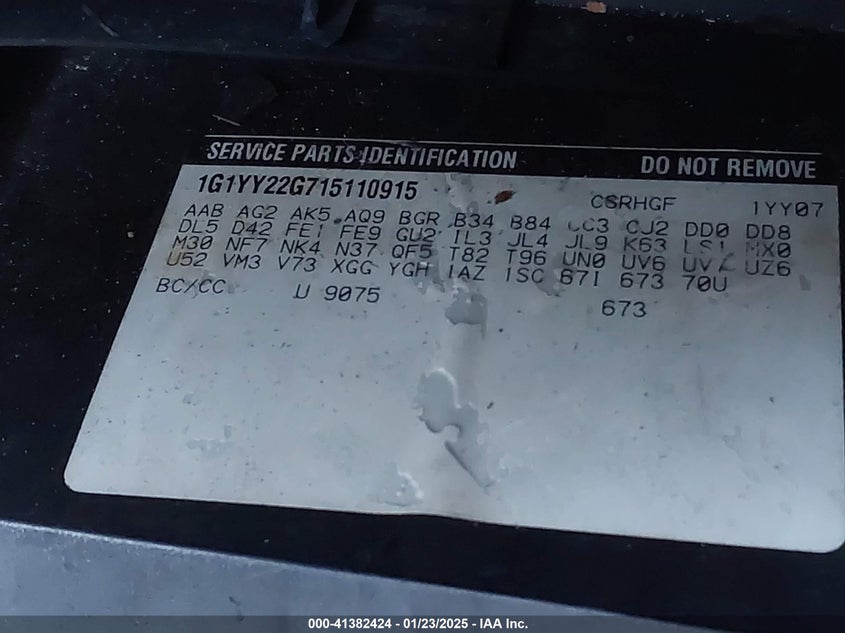 SERVICE PARTS IDENTIFICATION DO NOT REMOVE
1G1YY22G715110915 CSRHGF 1YY07
AAB AG2 AK5 AQ9 BGR B34 B84 CC3 CJ2 DD0 DD8
DL5 D42 FE1 FE9 GU2 IL3 JL4 JL9 K63 LS1 MX0
M30 NF7 NK4 N37 QF5 T82 T96 UN0 UV6 UZ6
U52 VM3 V73 XGG YGH 1AZ 1SC 67I 673 70U
BC/CC U 9075 673
000-41382424 / 01/23/2025 - IAA Inc.